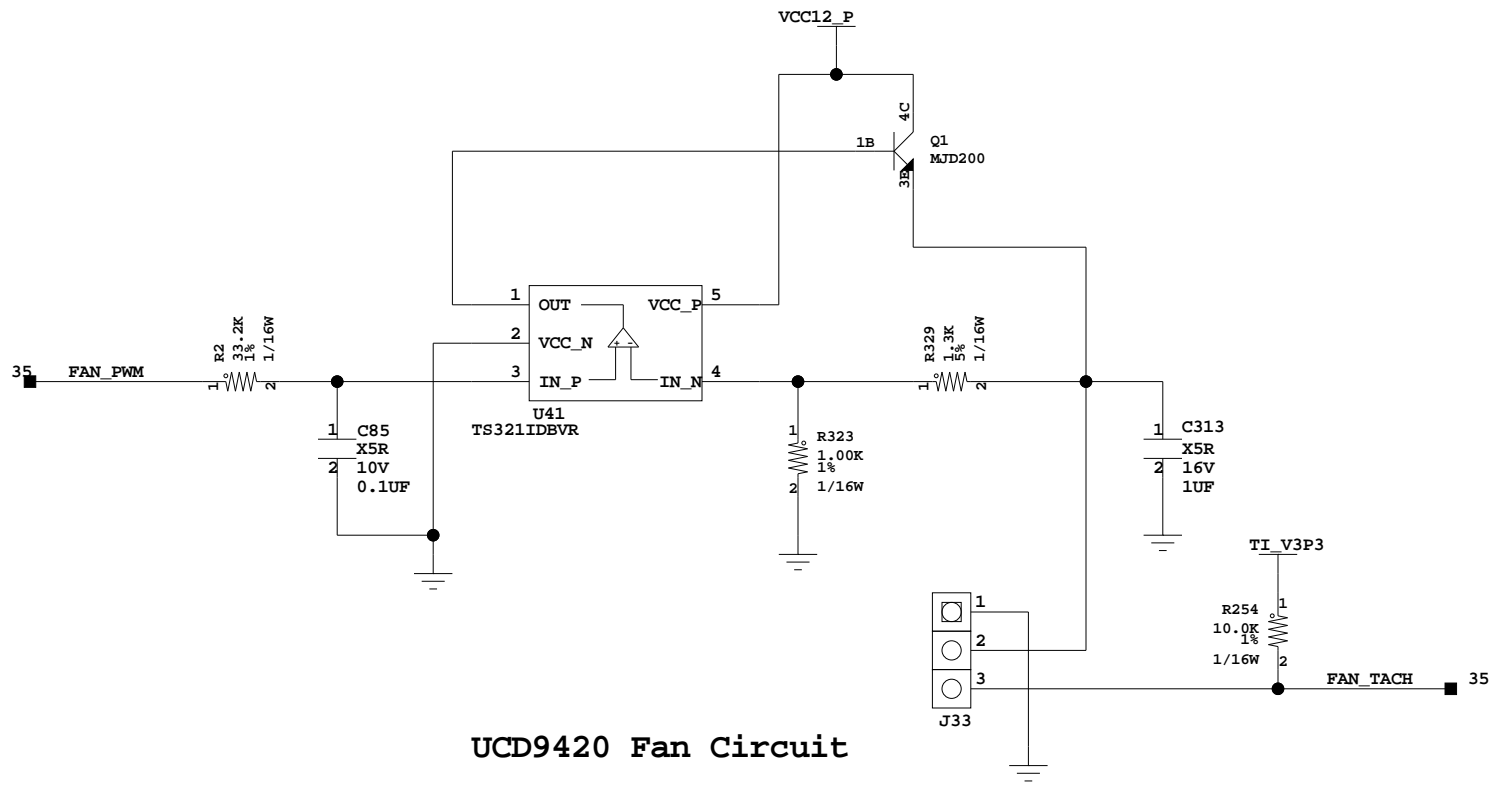 VCC12_P
4C
1B
Q1
MJD200
3E
1
OUT
VCC_P
5
2
VCC_N
3
IN_P
+ -
IN_N
4
U41
TS321IDBVR
35
FAN_PWM
1
R2
33.2K
1%
1/16W
2
1
R329
1.3K
5%
1/16W
2
1
C85
X5R
2
10V
0.1UF
1
R323
1.00K
1%
2
1/16W
1
C313
X5R
2
16V
1UF
TI_V3P3
1
R254
10.0K
1%
1/16W
2
1
2
3
J33
FAN_TACH
35
UCD9420 Fan Circuit